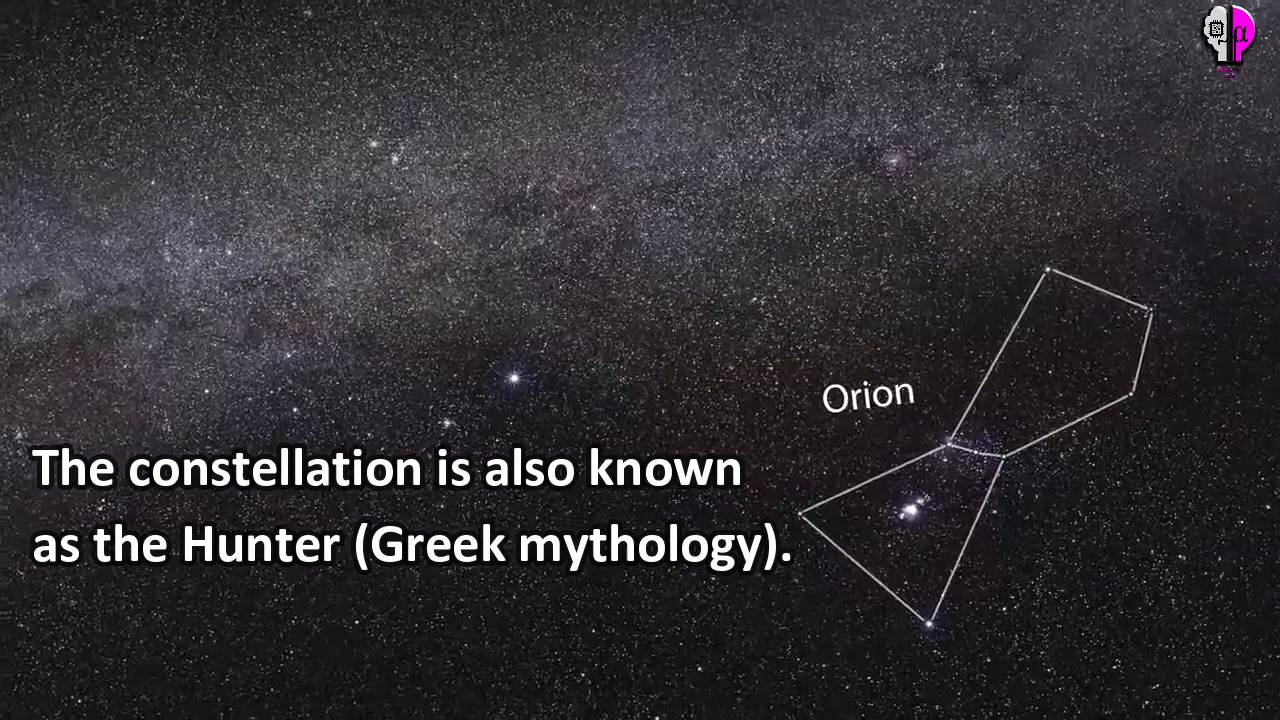 Orion
The constellation is also known
as the Hunter (Greek mythology).